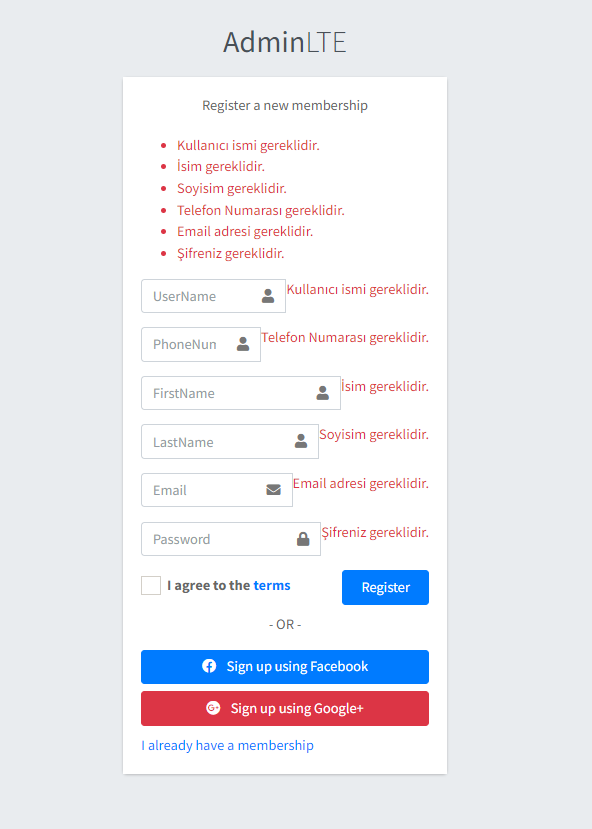 AdminLTE
Register a new membership
Kullanıcı ismi gereklidir.
İsim gereklidir.
Soyisim gereklidir.
Telefon Numarası gereklidir.
Email adresi gereklidir.
Şifreniz gereklidir.
UserName Kullanıcı ismi gereklidir.
PhoneNun Telefon Numarası gereklidir.
FirstName İsim gereklidir.
LastName Soyisim gereklidir.
Email Email adresi gereklidir.
Password Şifreniz gereklidir.
I agree to the terms Register
- OR -
Sign up using Facebook
Sign up using Google+
I already have a membership